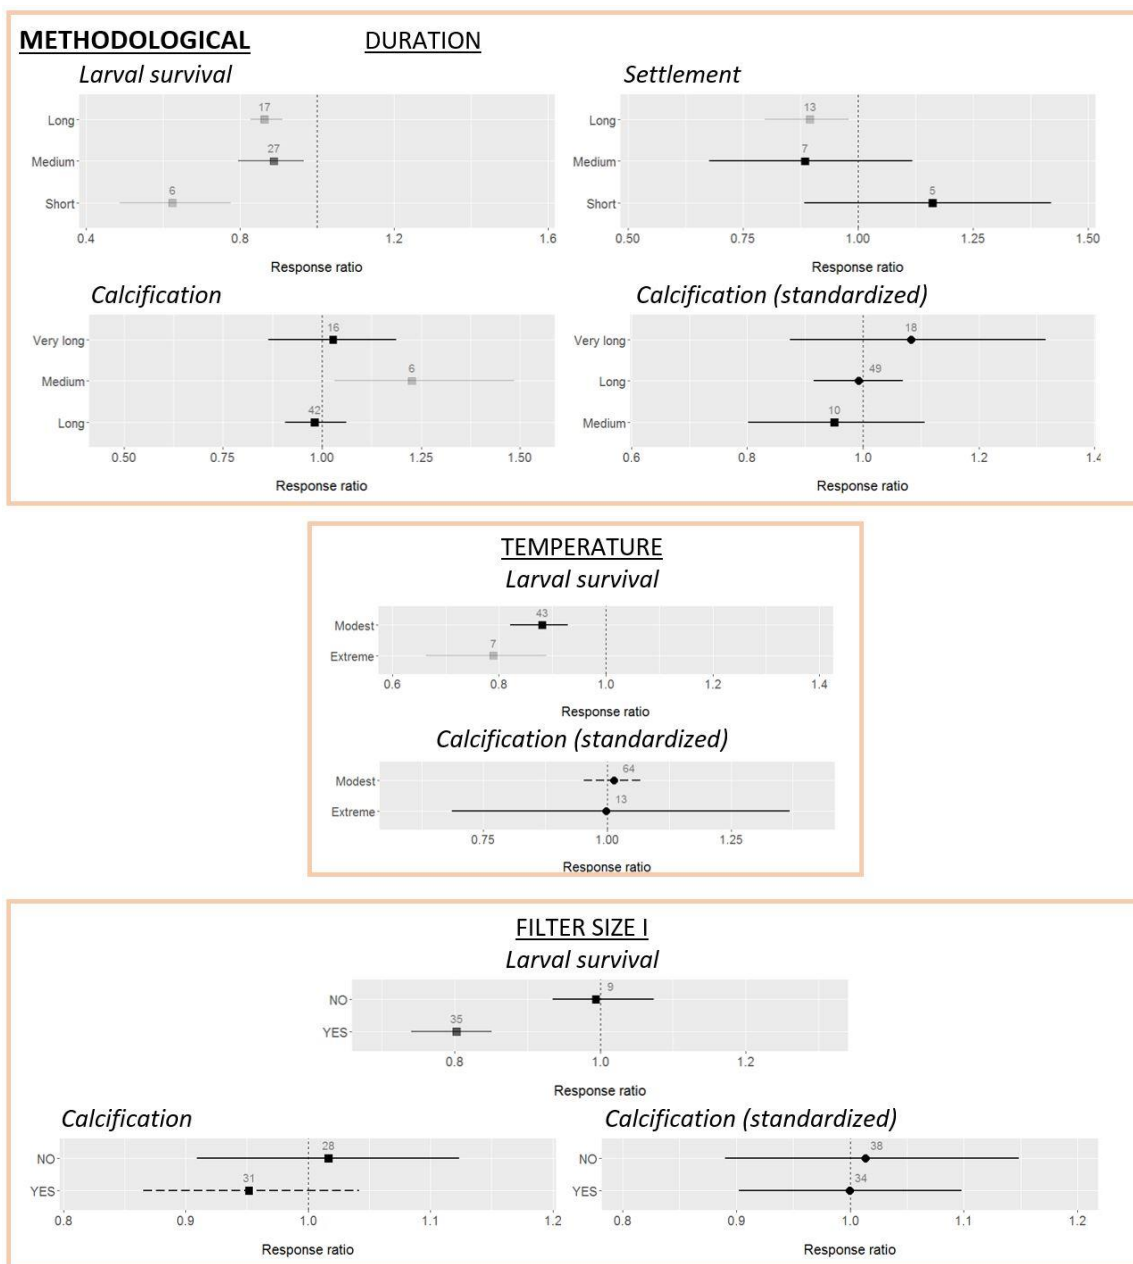 METHODOLOGICAL DURATION
Larval survival
Long
17
Medium
27
Short
6
0.4 0.8 1.2 1.6
Response ratio
Settlement
Long
13
Medium
7
Short
5
0.50 0.75 1.00 1.25 1.50
Response ratio
Calcification
Very long
16
Medium
6
Long
42
0.50 0.75 1.00 1.25 1.50
Response ratio
Calcification (standardized)
Very long
18
Long
49
Medium
10
0.6 0.8 1.0 1.2 1.4
Response ratio
TEMPERATURE
Larval survival
Modest
43
Extreme
7
0.6 0.8 1.0 1.2 1.4
Response ratio
Calcification (standardized)
Modest
64
Extreme
13
0.75 1.00 1.25
Response ratio
FILTER SIZE I
Larval survival
NO
9
YES
35
0.8 1.0 1.2
Response ratio
Calcification
NO
28
YES
31
0.8 0.9 1.0 1.1 1.2
Response ratio
Calcification (standardized)
NO
38
YES
34
0.8 0.9 1.0 1.1 1.2
Response ratio